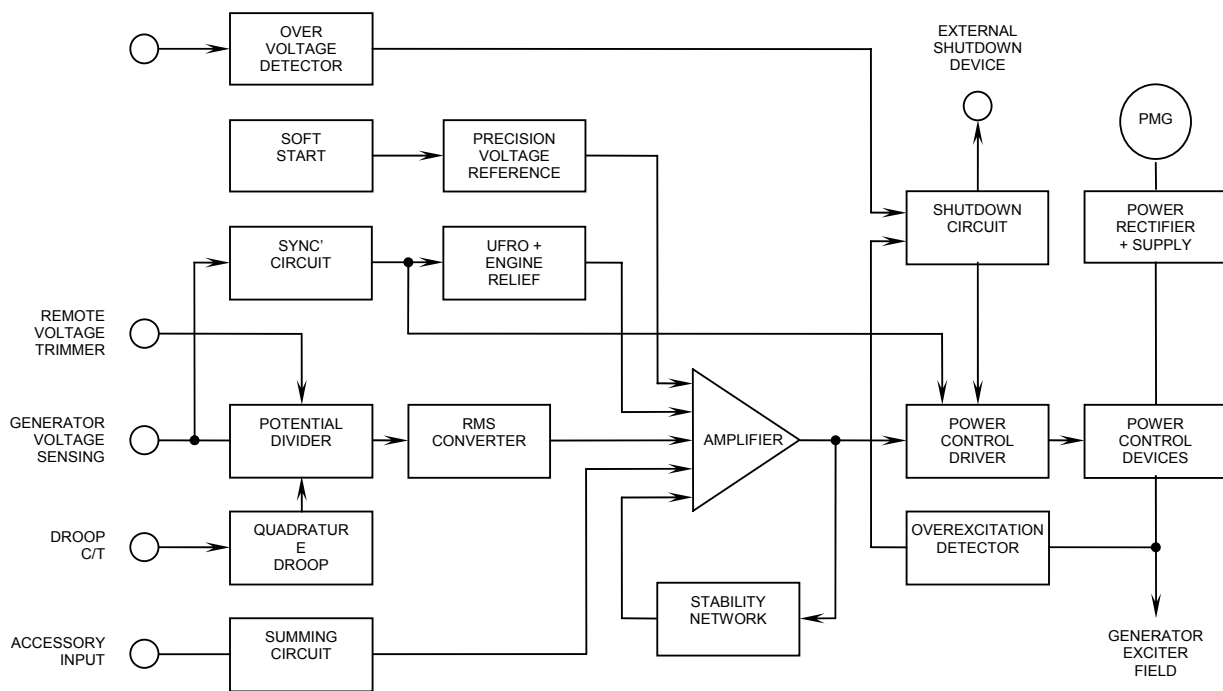 OVER
VOLTAGE
DETECTOR
EXTERNAL
SHUTDOWN
DEVICE
PMG
SOFT
START
PRECISION
VOLTAGE
REFERENCE
SHUTDOWN
CIRCUIT
POWER
RECTIFIER
+ SUPPLY
SYNC'
CIRCUIT
UFRO +
ENGINE
RELIEF
REMOTE
VOLTAGE
TRIMMER
GENERATOR
VOLTAGE
SENSING
POTENTIAL
DIVIDER
RMS
CONVERTER
AMPLIFIER
POWER
CONTROL
DRIVER
POWER
CONTROL
DEVICES
DROOP
C/T
QUADRATUR
E
DROOP
OVEREXCITATION
DETECTOR
STABILITY
NETWORK
ACCESSORY
INPUT
SUMMING
CIRCUIT
GENERATOR
EXCITER
FIELD